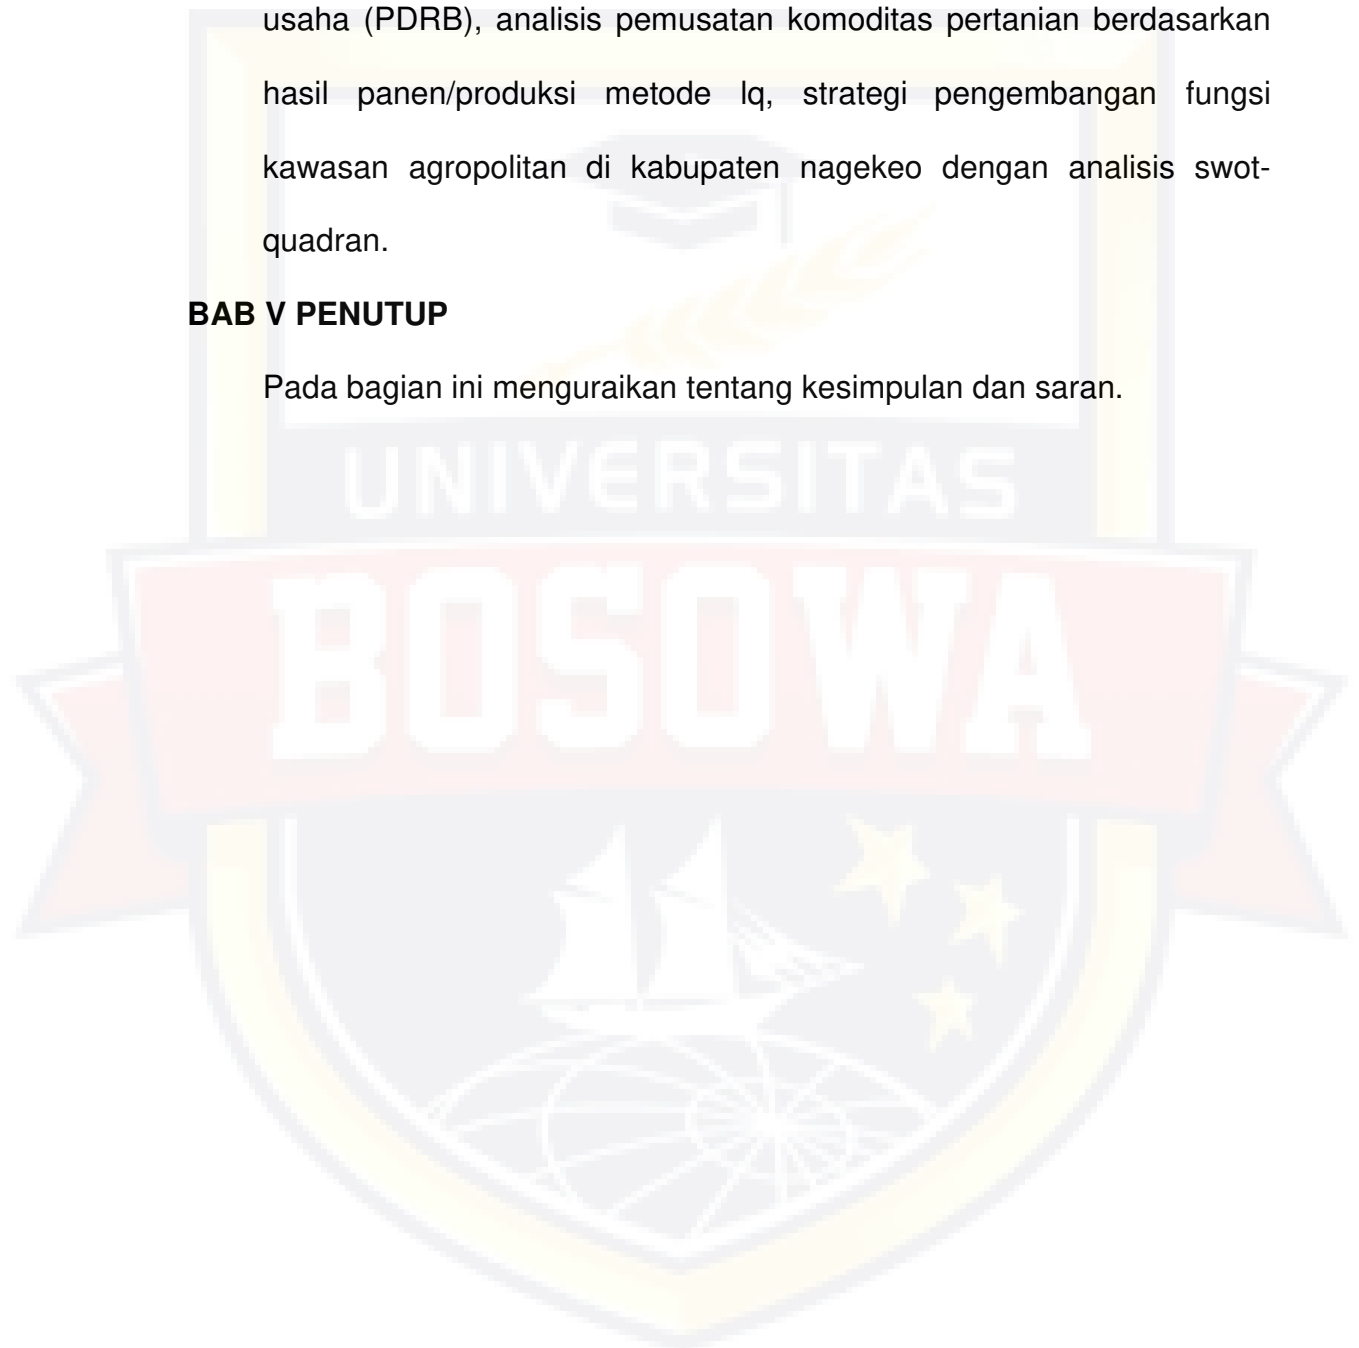 usaha (PDRB), analisis pemusatan komoditas pertanian berdasarkan
hasil panen/produksi metode lq, strategi pengembangan fungsi
kawasan agropolitan di kabupaten nagekeo dengan analisis swot-
quadran.
BAB V PENUTUP
Pada bagian ini menguraikan tentang kesimpulan dan saran.
UNIVERSITAS
BOSOWA